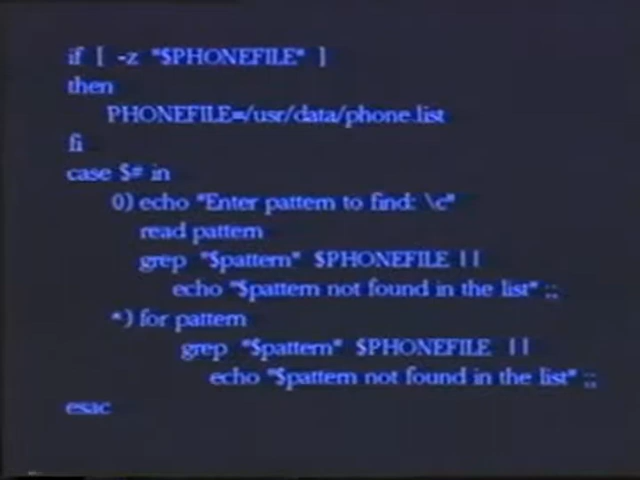 if [ -z "$PHONEFILE" ]
then
PHONEFILE=/usr/data/phone.list
fi
case $# in
0) echo "Enter pattern to find: \c"
read pattern
grep "$pattern" $PHONEFILE ||
echo "$pattern not found in the list" ;;
*) for pattern
grep "$pattern" $PHONEFILE ||
echo "$pattern not found in the list" ;;
esac